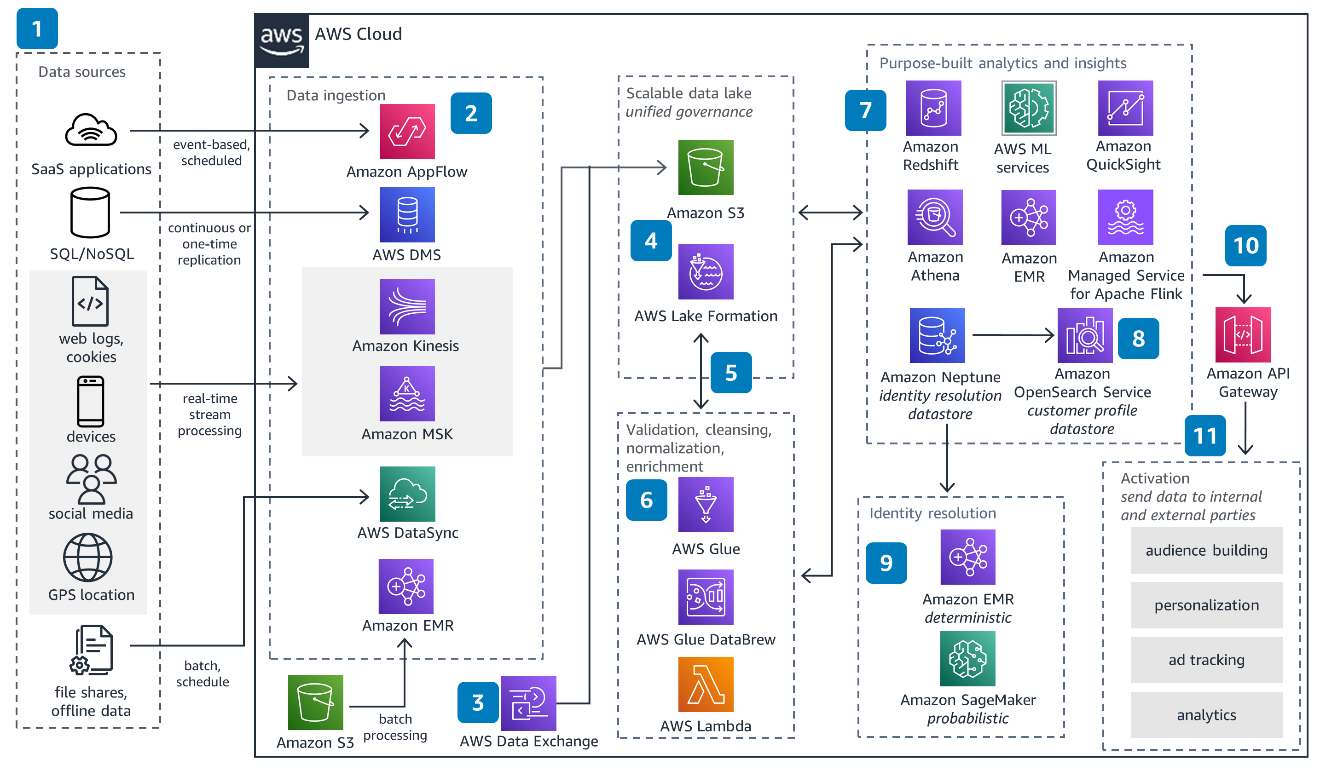 1
aws
AWS Cloud
Data sources
SaaS applications
SQL/NoSQL
web logs,
cookies
devices
social media
GPS location
file shares,
offline data
event-based,
scheduled
continuous or
one-time
replication
real-time
stream
processing
batch,
schedule
Data ingestion
2
Amazon AppFlow
AWS DMS
Amazon Kinesis
K
Amazon MSK
AWS DataSync
Amazon EMR
Amazon S3
batch
processing
3
AWS Data Exchange
Scalable data lake
unified governance
Amazon S3
4
AWS Lake Formation
5
Validation, cleansing,
normalization,
enrichment
6
AWS Glue
AWS Glue DataBrew
AWS Lambda
Purpose-built analytics and insights
7
Amazon
Redshift
AWS ML
services
Amazon
QuickSight
Amazon
Athena
Amazon
EMR
Amazon
Managed Service
for Apache Flink
Amazon Neptune
identity resolution
datastore
8
Amazon
OpenSearch Service
customer profile
datastore
Identity resolution
9
Amazon EMR
deterministic
Amazon SageMaker
probabilistic
10
Amazon API
Gateway
11
Activation
send data to internal
and external parties
audience building
personalization
ad tracking
analytics